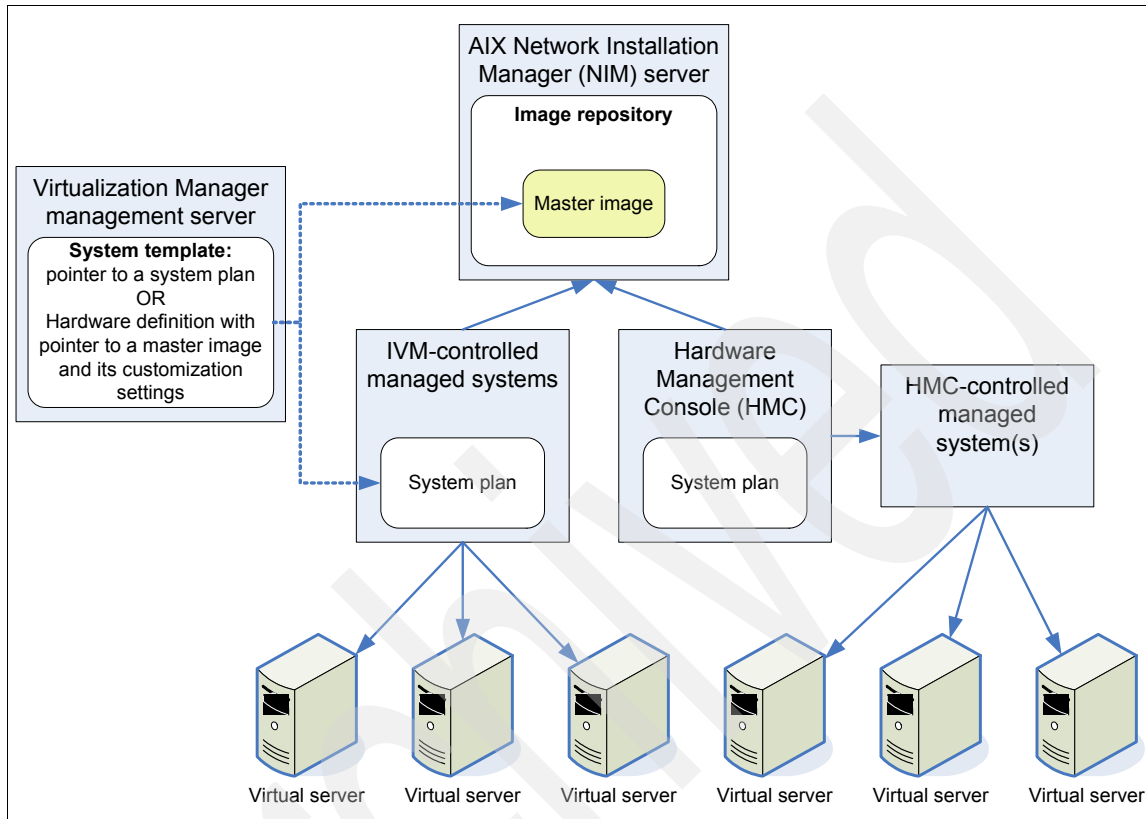 AIX Network Installation
Manager (NIM) server
Image repository
Master image
Virtualization Manager
management server
System template:
pointer to a system plan
OR
Hardware definition with
pointer to a master image
and its customization
settings
IVM-controlled
managed systems
System plan
Hardware
Management
Console (HMC)
System plan
HMC-controlled
managed
system(s)
Virtual server
Virtual server
Virtual server
Virtual server
Virtual server
Virtual server